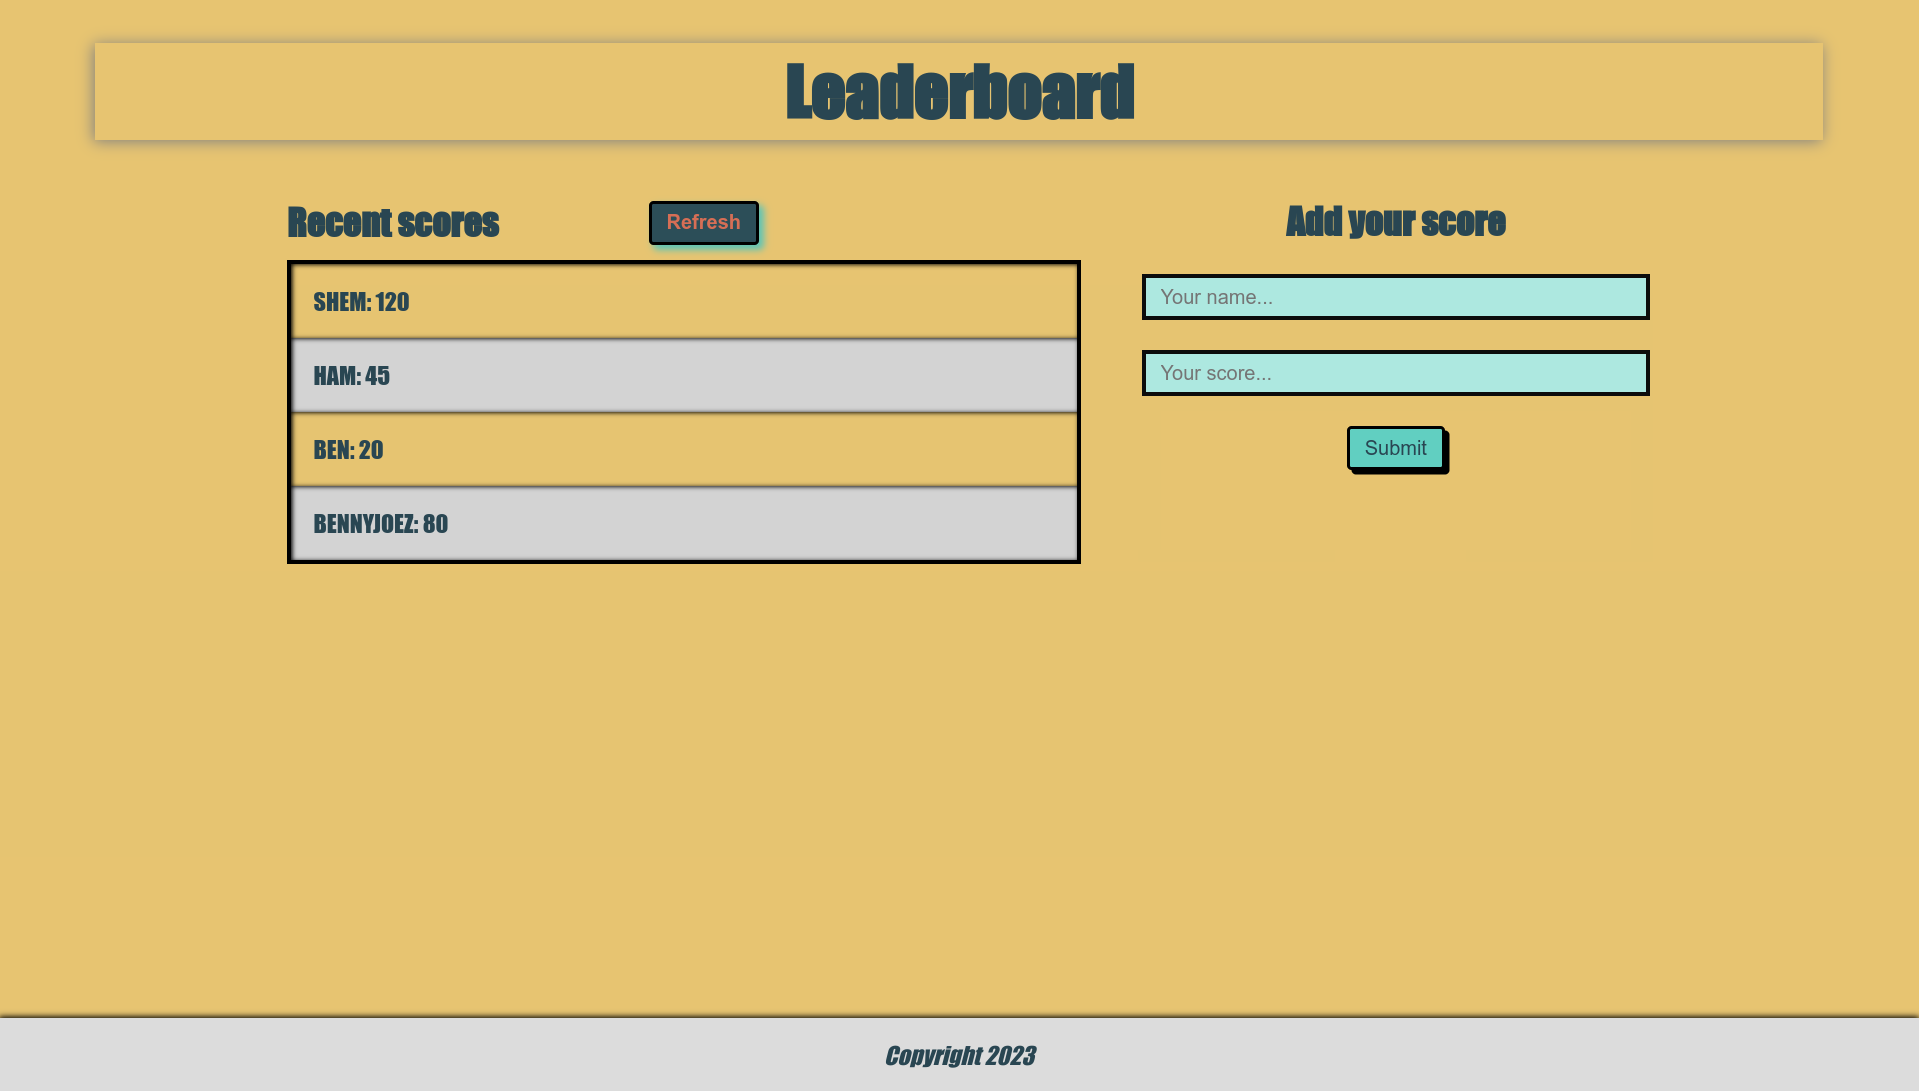 Leaderboard
Recent scores
Refresh
SHEM: 120
HAM: 45
BEN: 20
BENNYJOEZ: 80
Add your score
Your name...
Your score...
Submit
Copyright 2023